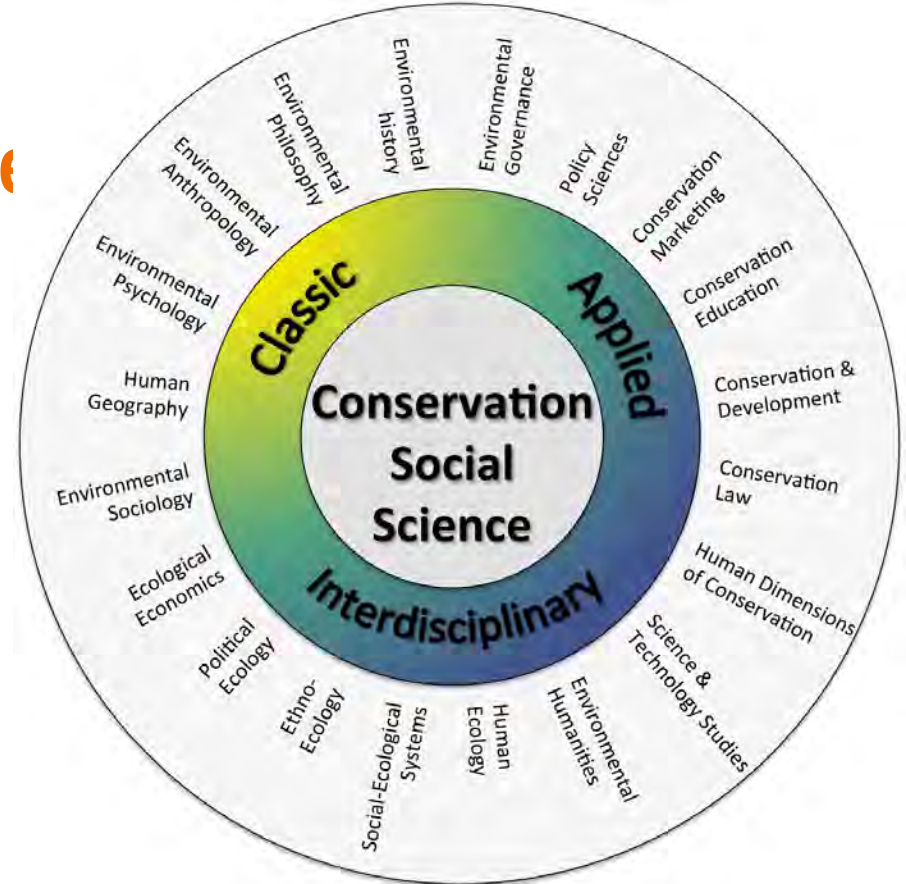 Conservation
Social
Science
Classic
Applied
Interdisciplinary
Environmental
history
Environmental
Governance
Policy
Sciences
Conservation
Marketing
Conservation
Education
Conservation &
Development
Conservation
Law
Human Dimensions
of Conservation
Science &
Technology Studies
Environmental
Humanities
Human
Ecology
Social-Ecological
Systems
Ethno-
Ecology
Political
Ecology
Ecological
Economics
Environmental
Sociology
Human
Geography
Environmental
Psychology
Environmental
Anthropology
Environmental
Philosophy